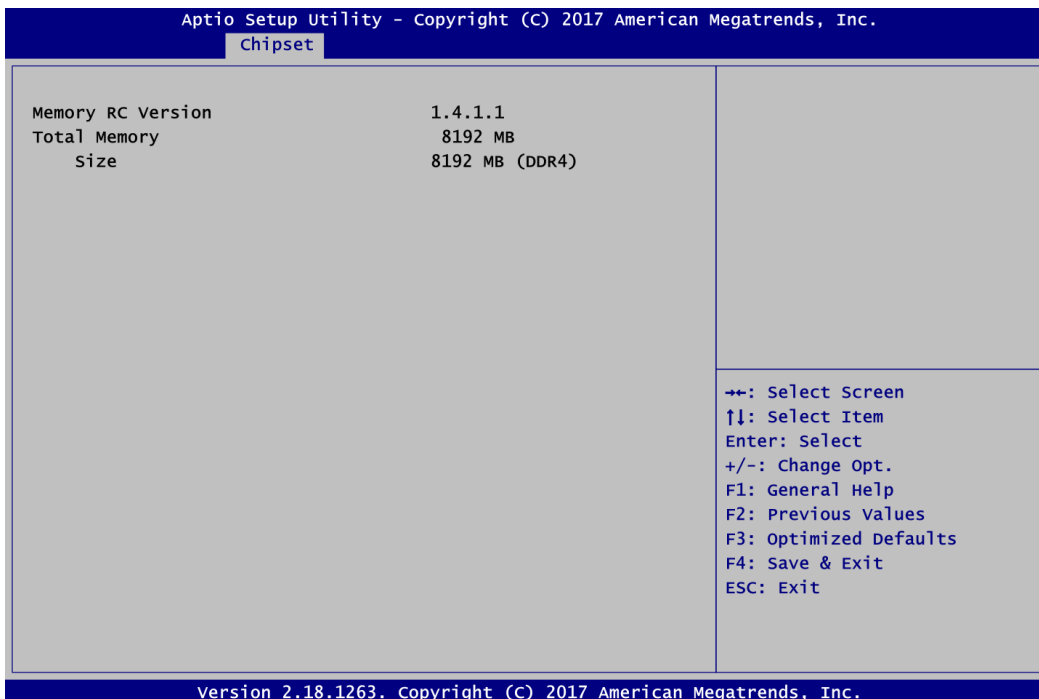 Aptio Setup Utility - Copyright (C) 2017 American Megatrends, Inc.
Chipset
Memory RC Version 1.4.1.1
Total Memory 8192 MB
Size 8192 MB (DDR4)
→←: Select Screen
↑↓: Select Item
Enter: Select
+/-: Change Opt.
F1: General Help
F2: Previous Values
F3: Optimized Defaults
F4: Save & Exit
ESC: Exit
Version 2.18.1263. Copyright (C) 2017 American Megatrends, Inc.